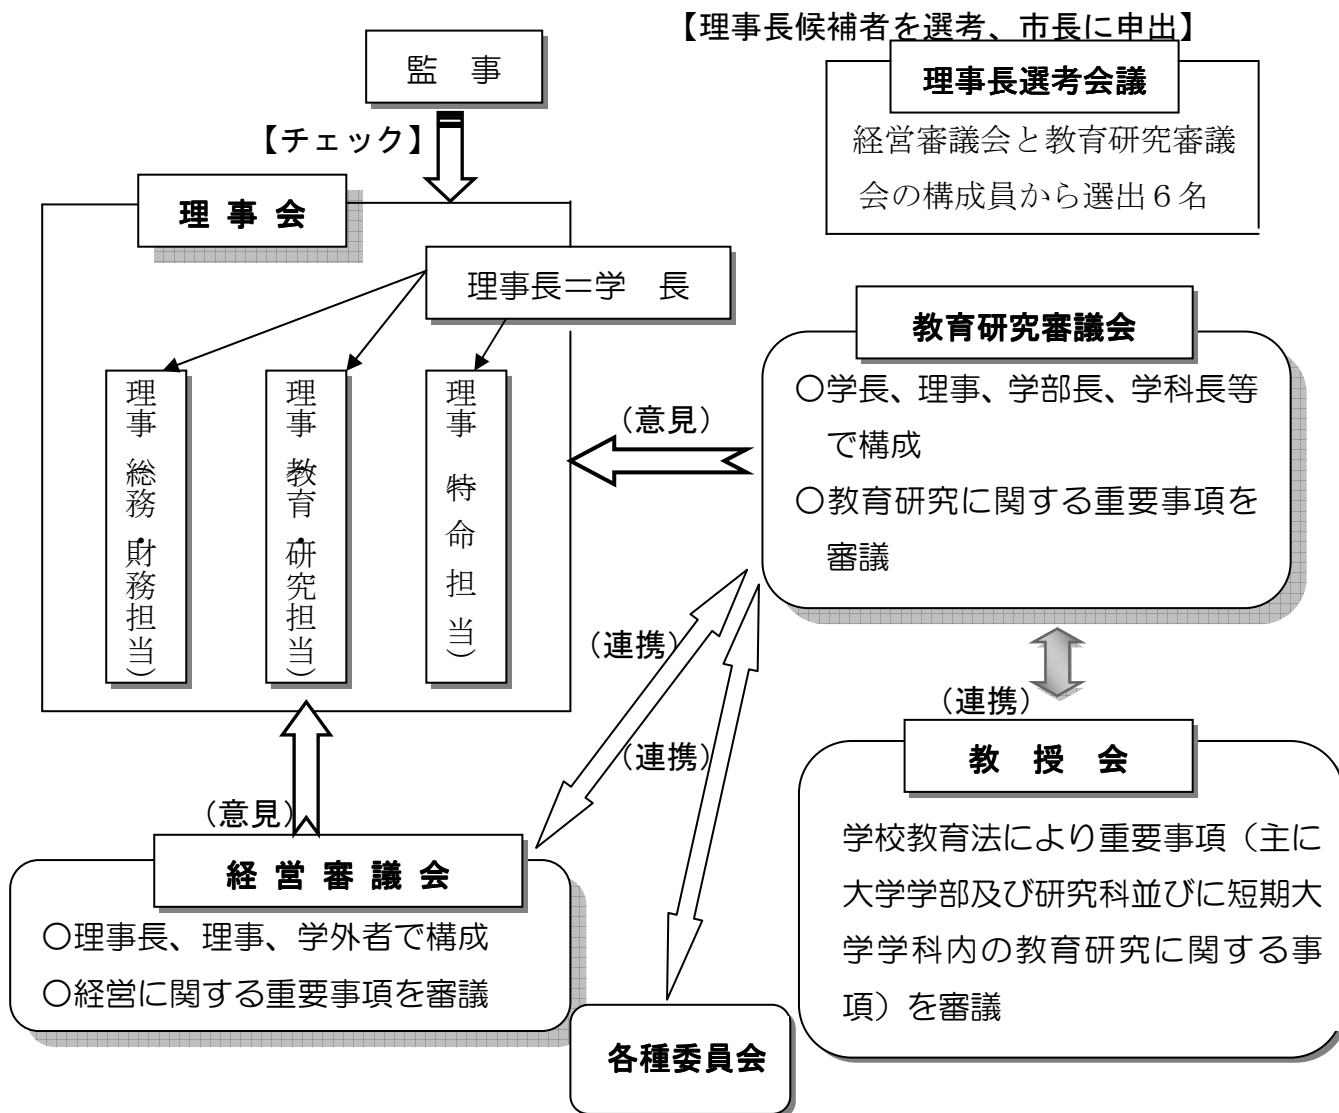 【理事長候補者を選考、市長に申出】
監　事
理事長選考会議
経営審議会と教育研究審議
会の構成員から選出６名
【チェック】
理 事 会
理事長＝学　長
理事（総務・財務担当）
理事（教育・研究担当）
理事（特命担当）
（意見）
教育研究審議会
○学長、理事、学部長、学科長等
で構成
○教育研究に関する重要事項を
審議
（連携）
（連携）
（連携）
教　授　会
学校教育法により重要事項（主に
大学学部及び研究科並びに短期大
学学科内の教育研究に関する事
項）を審議
（意見）
経 営 審 議 会
○理事長、理事、学外者で構成
○経営に関する重要事項を審議
各種委員会